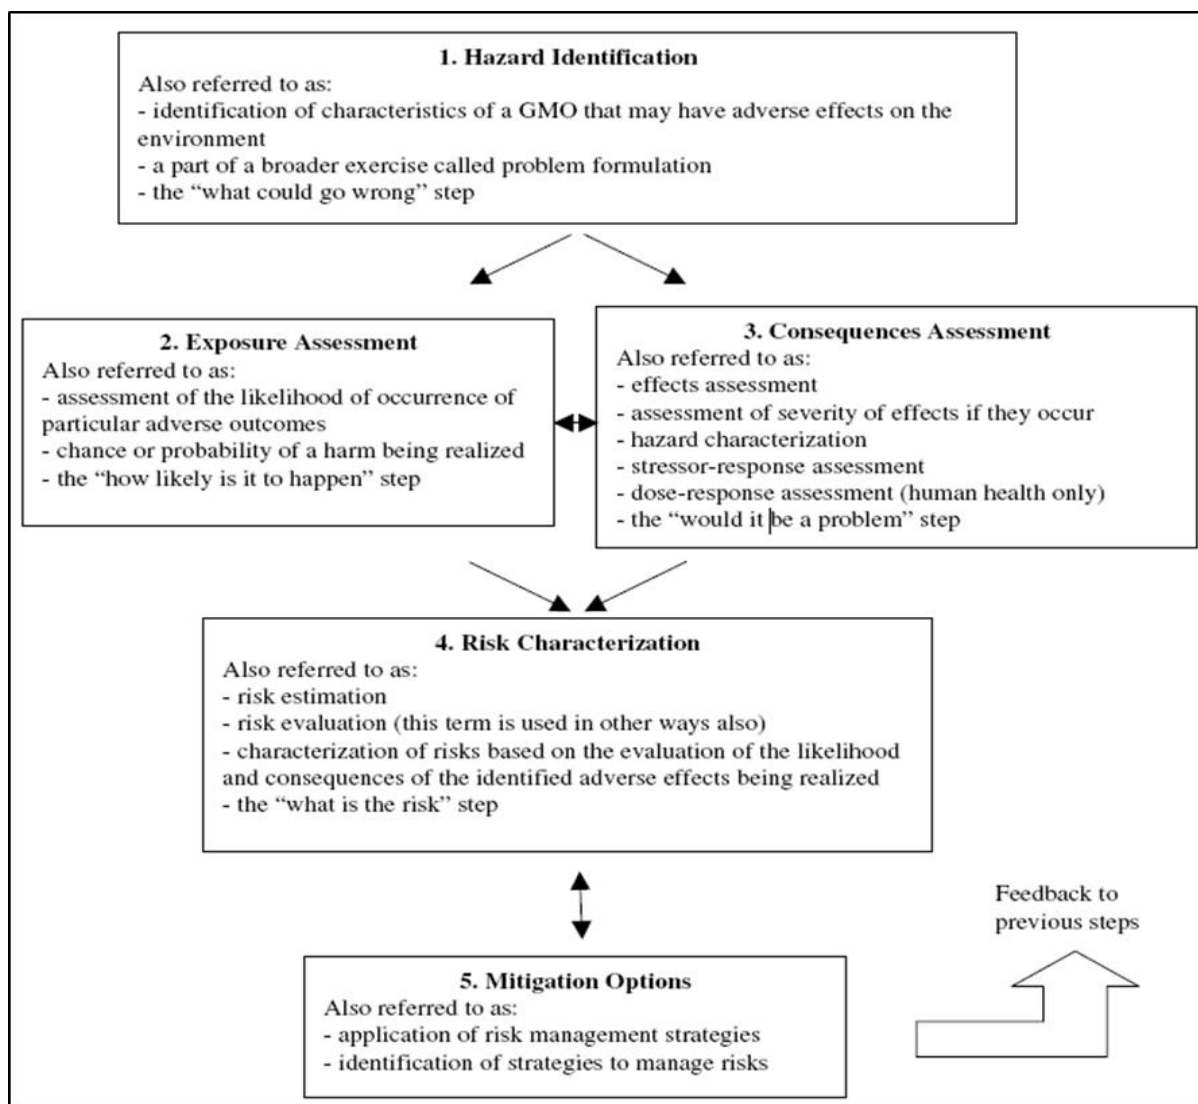 1. Hazard Identification
Also referred to as:
- identification of characteristics of a GMO that may have adverse effects on the
environment
- a part of a broader exercise called problem formulation
- the “what could go wrong” step
2. Exposure Assessment
Also referred to as:
- assessment of the likelihood of occurrence of
particular adverse outcomes
- chance or probability of a harm being realized
- the “how likely is it to happen” step
3. Consequences Assessment
Also referred to as:
- effects assessment
- assessment of severity of effects if they occur
- hazard characterization
- stressor-response assessment
- dose-response assessment (human health only)
- the “would it be a problem” step
4. Risk Characterization
Also referred to as:
- risk estimation
- risk evaluation (this term is used in other ways also)
- characterization of risks based on the evaluation of the likelihood
and consequences of the identified adverse effects being realized
- the “what is the risk” step
Feedback to
previous steps
5. Mitigation Options
Also referred to as:
- application of risk management strategies
- identification of strategies to manage risks